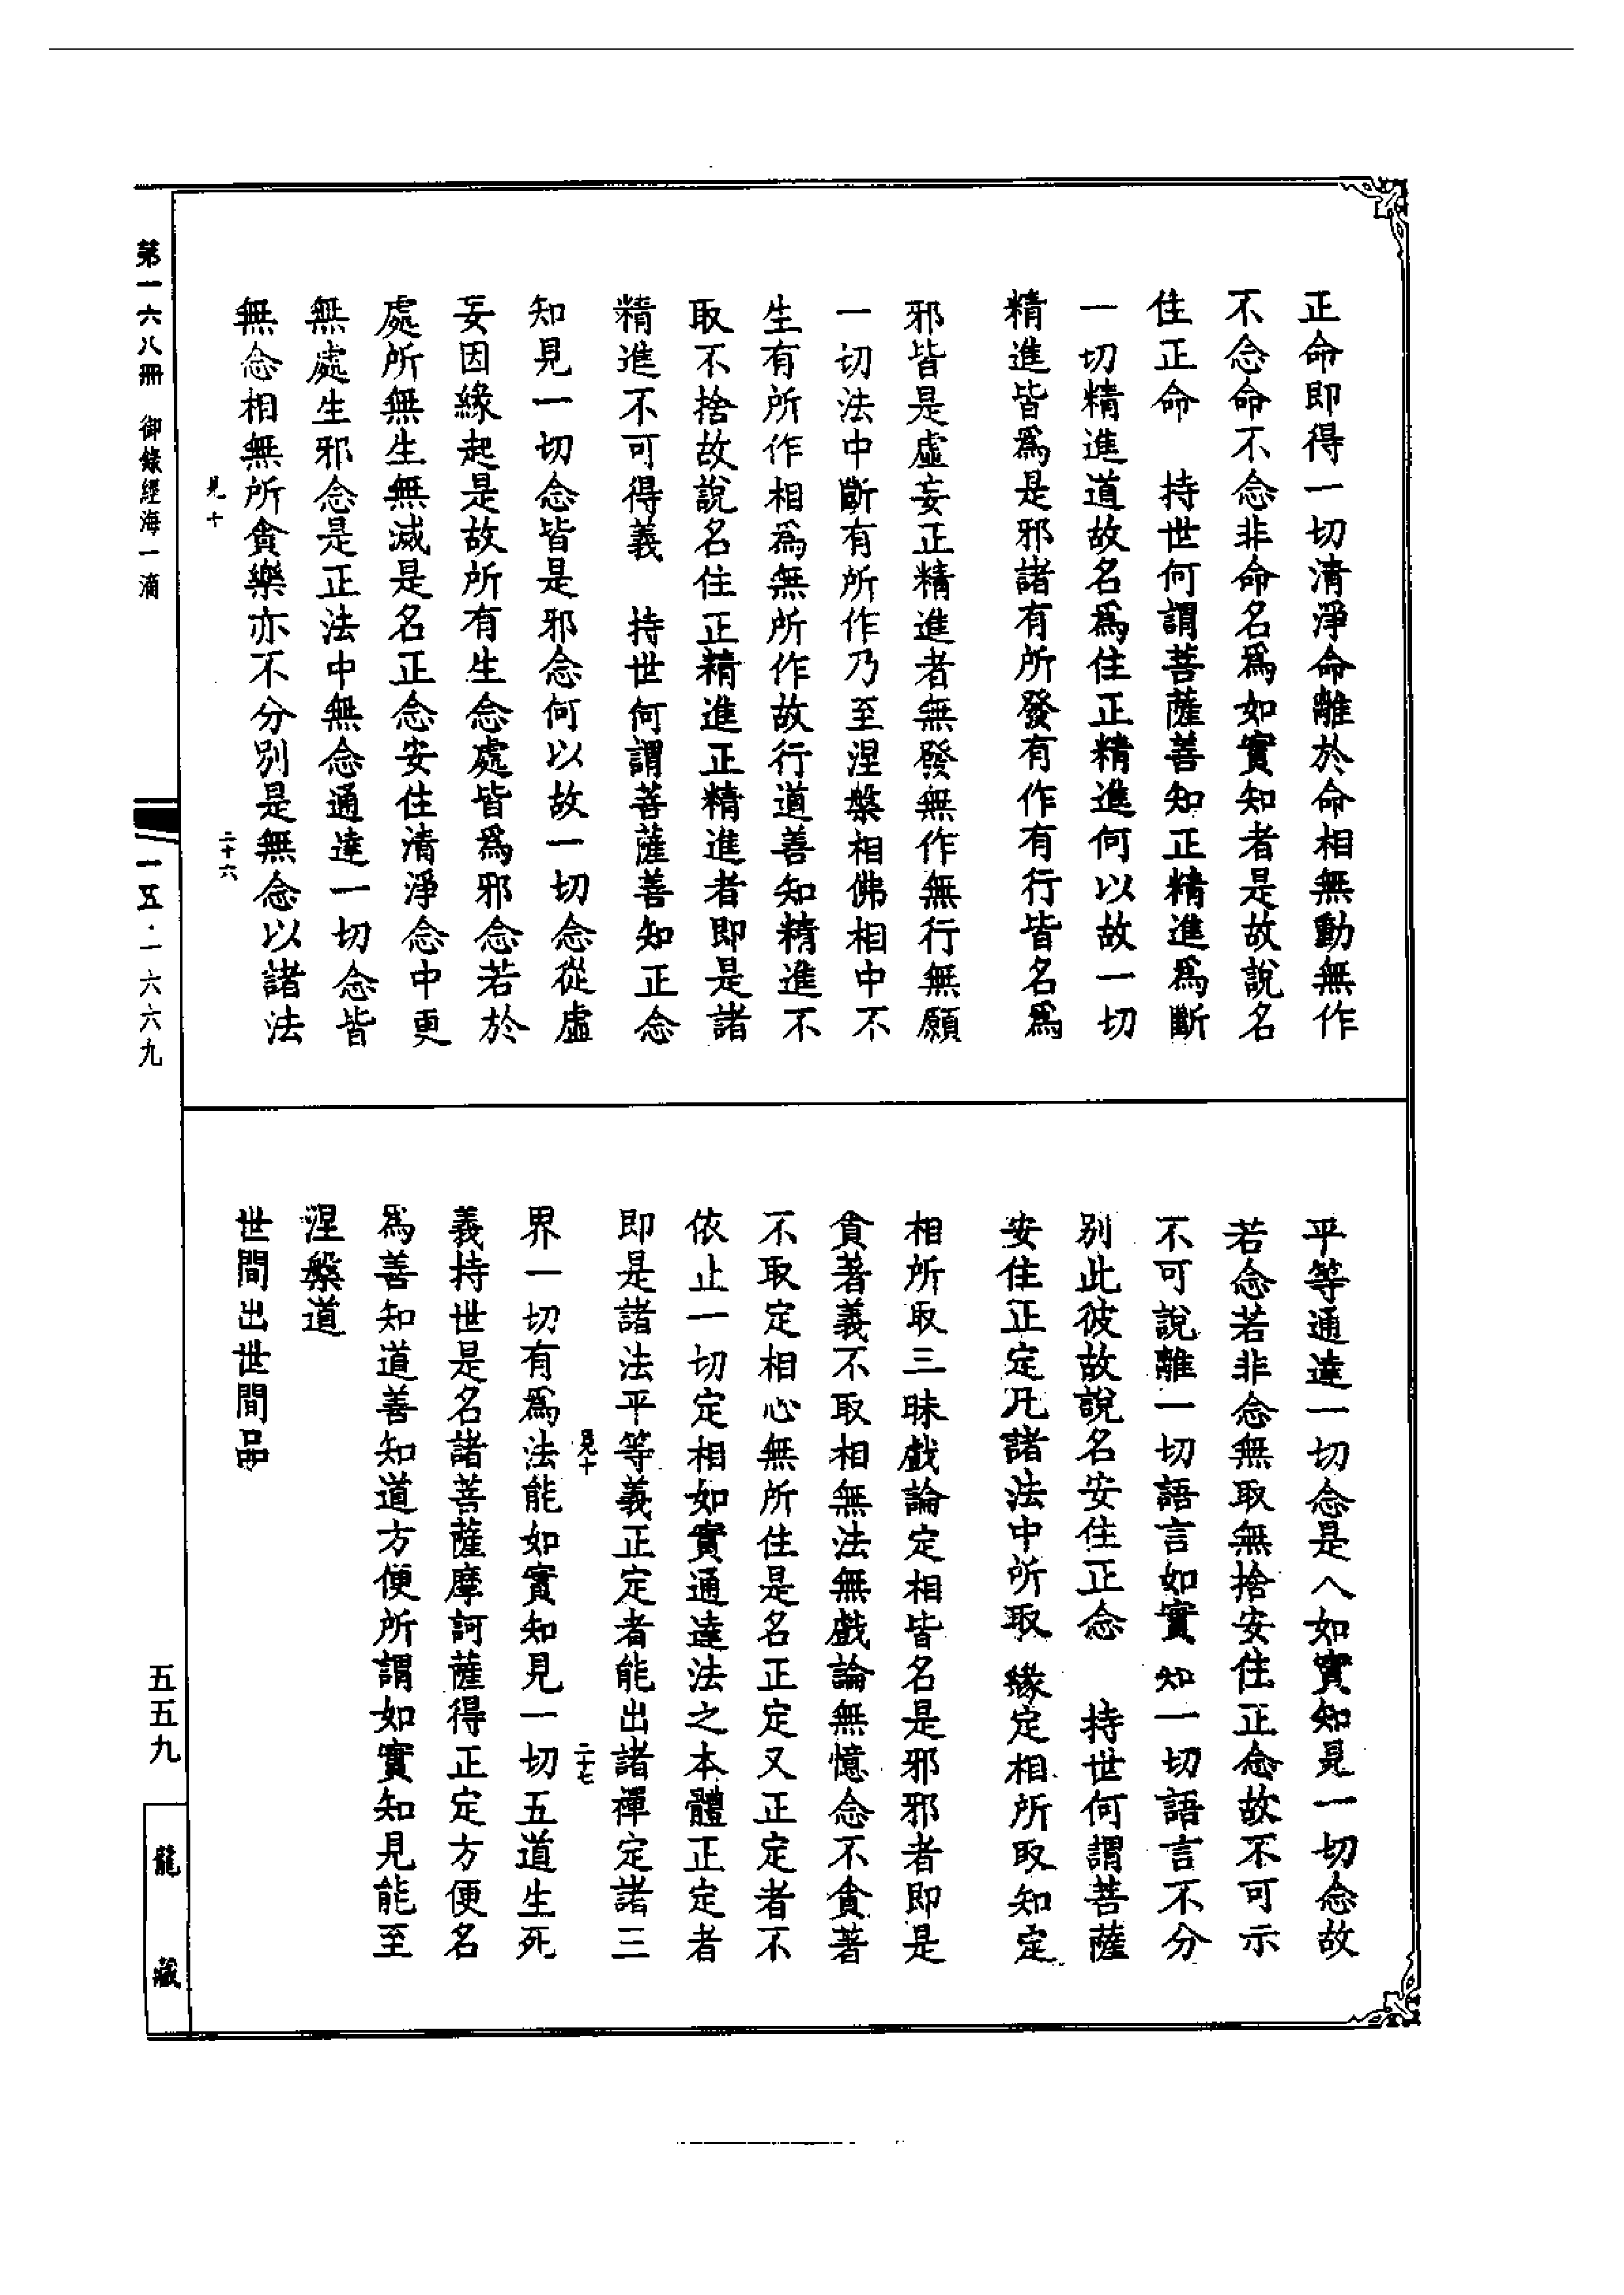 正命即得一切清淨命離於命相無動無作
不念命不念非命名爲如實知者是故說名
住正命　持世何謂菩薩善知正精進爲斷
一切精進道故名爲住正精進何以故一切
精進皆爲是邪諸有所發有作有行皆名爲
邪皆是虛妄正精進者無發無作無行無願
一切法中斷有所作乃至涅槃相佛相中不
生有所作相爲無所作故行道善知精進不
取不捨故說名住正精進正精進者即是諸
精進不可得義　持世何謂菩薩善知正念
知見一切念皆是邪念何以故一切念從虛
妄因緣起是故所有生念處皆爲邪念若於
處所無生無滅是名正念安住清淨念中更
無處生邪念是正法中無念通達一切念皆
無念相無所貪樂亦不分別是無念以諸法
見十
二十六
平等通達一切念是人如實知見一切念故
若念若非念無取無捨安住正念故不可示
不可說離一切語言如實知一切語言不分
別此彼故說名安住正念　持世何謂菩薩
安住正定凡諸法中所取緣定相所取知定
相所取三昧戲論定相皆名是邪邪者即是
貪著義不取相無法無戲論無憶念不貪著
不取定相心無所住是名正定又正定者不
依止一切定相如實通達法之本體正定者
即是諸法平等義正定者能出諸禪定諸三
見十
二十七
界一切有爲法能如實知見一切五道生死
義持世是名諸菩薩摩訶薩得正定方便名
爲善知道善知道方便所謂如實知見能至
涅槃道
世間出世間品
第一六八冊　御錄經海一滴
一五·一六六九
五五九
龍藏